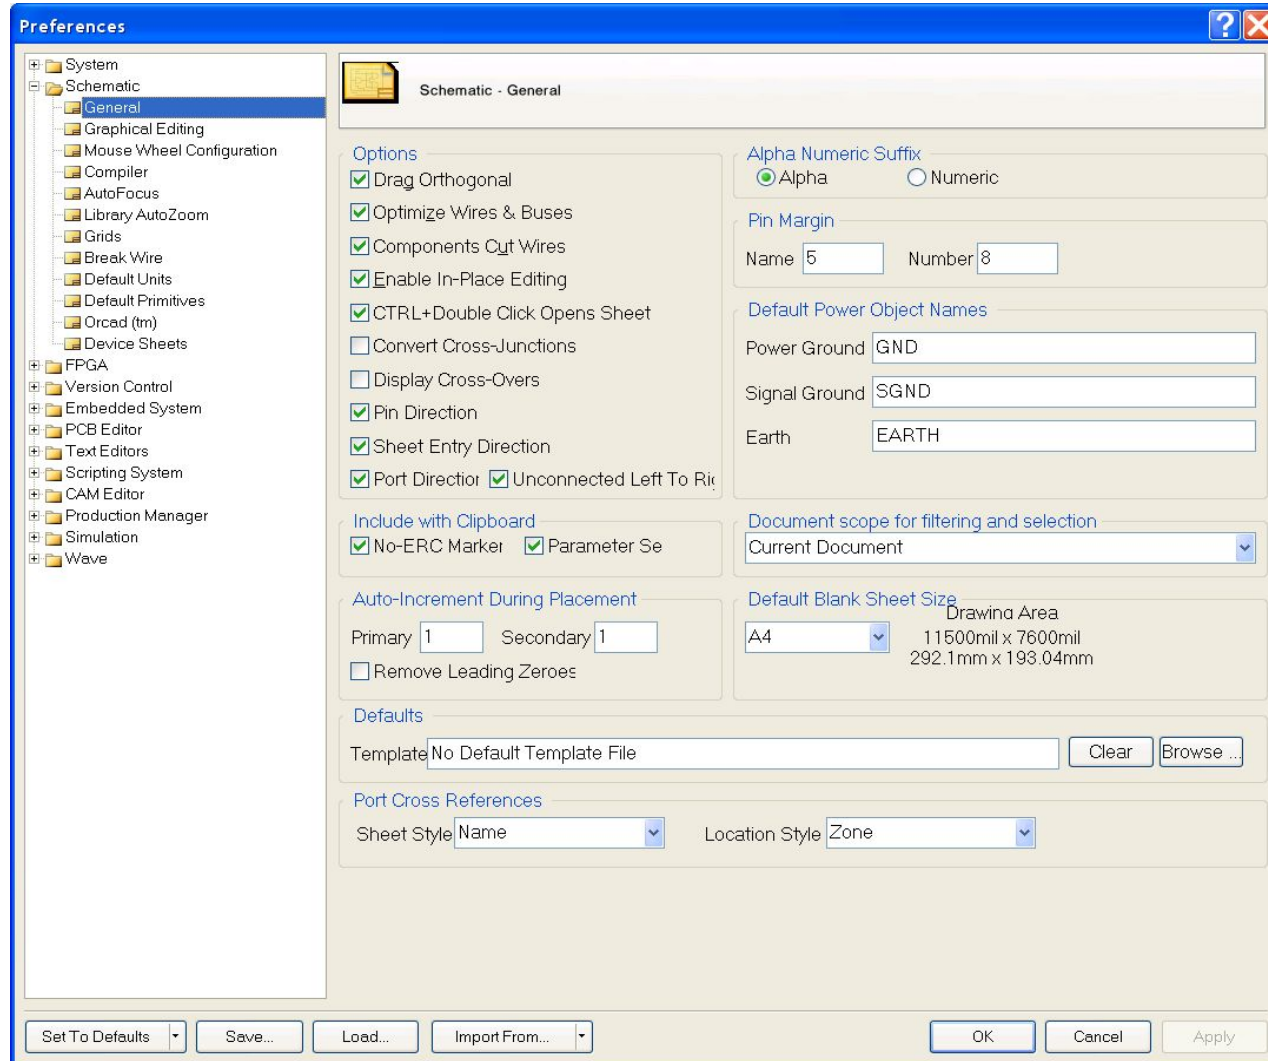 Preferences
System
Schematic
General
Graphical Editing
Mouse Wheel Configuration
Compiler
AutoFocus
Library AutoZoom
Grids
Break Wire
Default Units
Default Primitives
Orcad (tm)
Device Sheets
FPGA
Version Control
Embedded System
PCB Editor
Text Editors
Scripting System
CAM Editor
Production Manager
Simulation
Wave
Schematic - General
Options
Drag Orthogonal
Optimize Wires & Buses
Components Cut Wires
Enable In-Place Editing
CTRL+Double Click Opens Sheet
Convert Cross-Junctions
Display Cross-Overs
Pin Direction
Sheet Entry Direction
Port Direction Unconnected Left To Rig
Alpha Numeric Suffix
Alpha Numeric
Pin Margin
Name 5 Number 8
Default Power Object Names
Power Ground GND
Signal Ground SGND
Earth EARTH
Include with Clipboard
No-ERC Marker Parameter Se
Document scope for filtering and selection
Current Document
Auto-Increment During Placement
Primary 1 Secondary 1
Remove Leading Zeroes
Default Blank Sheet Size
Drawing Area
A4 11500mil x 7600mil
292.1mm x 193.04mm
Defaults
Template No Default Template File Clear Browse ...
Port Cross References
Sheet Style Name Location Style Zone
Set To Defaults Save... Load... Import From... OK Cancel Apply